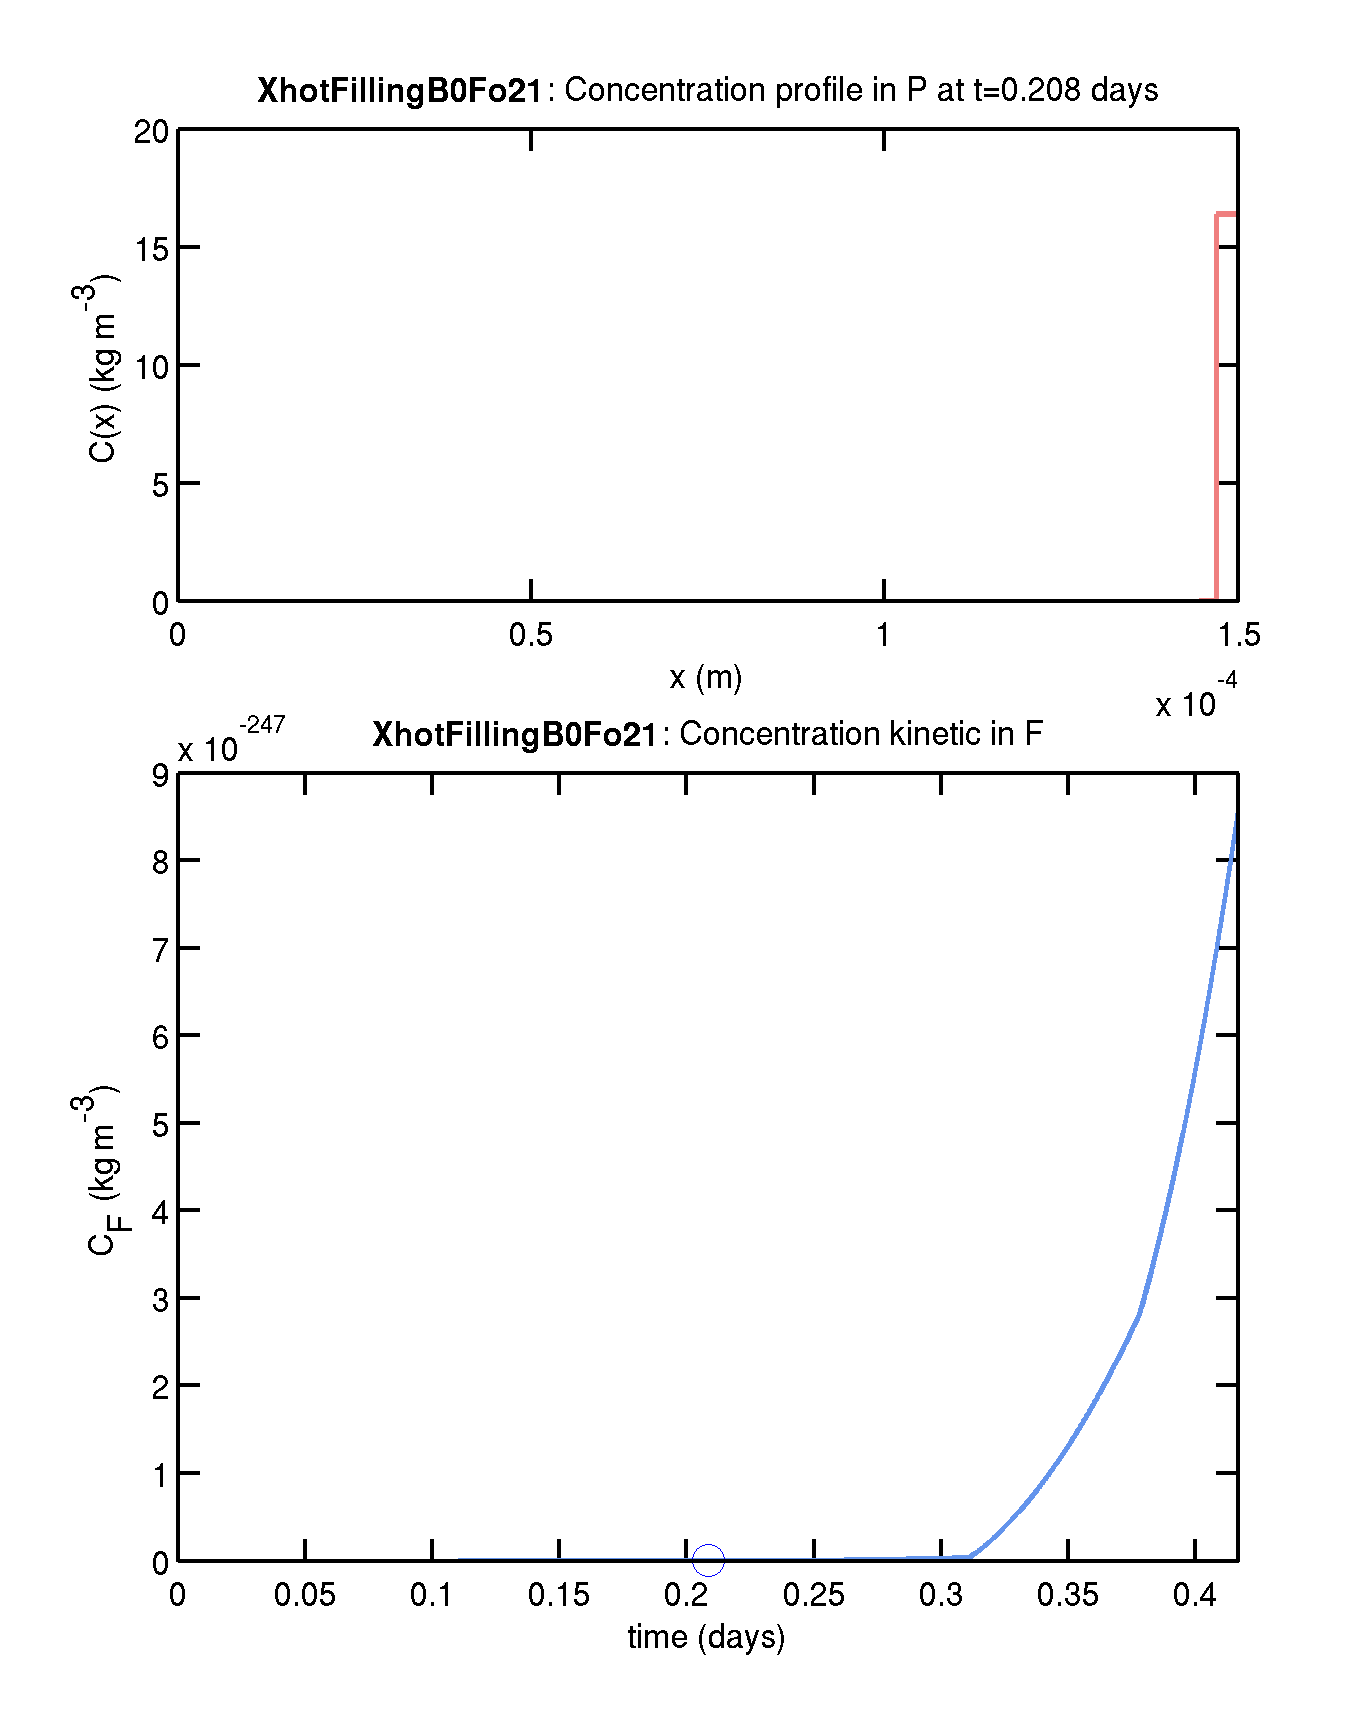 XhotFillingB0Fo21: Concentration profile in P at t=0.208 days
20
15
10
5
0
C(x) (kg m-3)
0 0.5 1 1.5
x (m)
x 10-4
x 10-247
XhotFillingB0Fo21: Concentration kinetic in F
9
8
7
6
5
4
3
2
1
0
CF (kg m-3)
0 0.05 0.1 0.15 0.2 0.25 0.3 0.35 0.4
time (days)